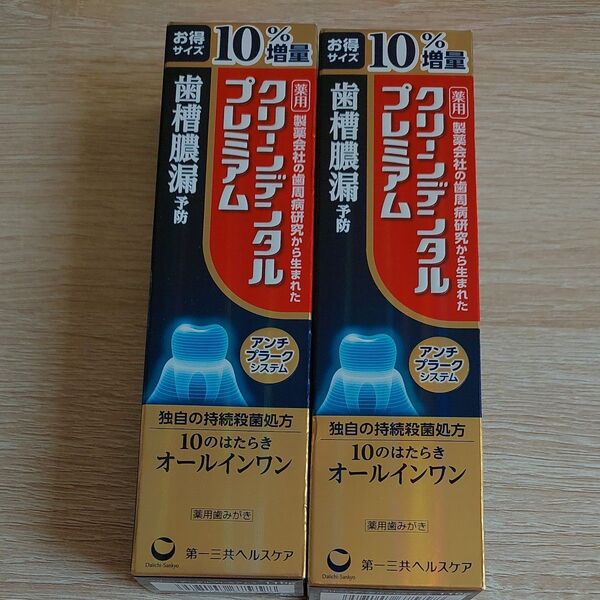 お得
サイズ
10%増量
薬用
製薬会社の歯周病研究から生まれた
クリーンデンタル
プレミアム
歯槽膿漏予防
アンチ
プラーク
システム
独自の持続殺菌処方
10のはたらき
オールインワン
薬用歯みがき
Daiichi-Sankyo
第一三共ヘルスケア
お得
サイズ
10%増量
薬用
製薬会社の歯周病研究から生まれた
クリーンデンタル
プレミアム
歯槽膿漏予防
アンチ
プラーク
システム
独自の持続殺菌処方
10のはたらき
オールインワン
薬用歯みがき
Daiichi-Sankyo
第一三共ヘルスケア